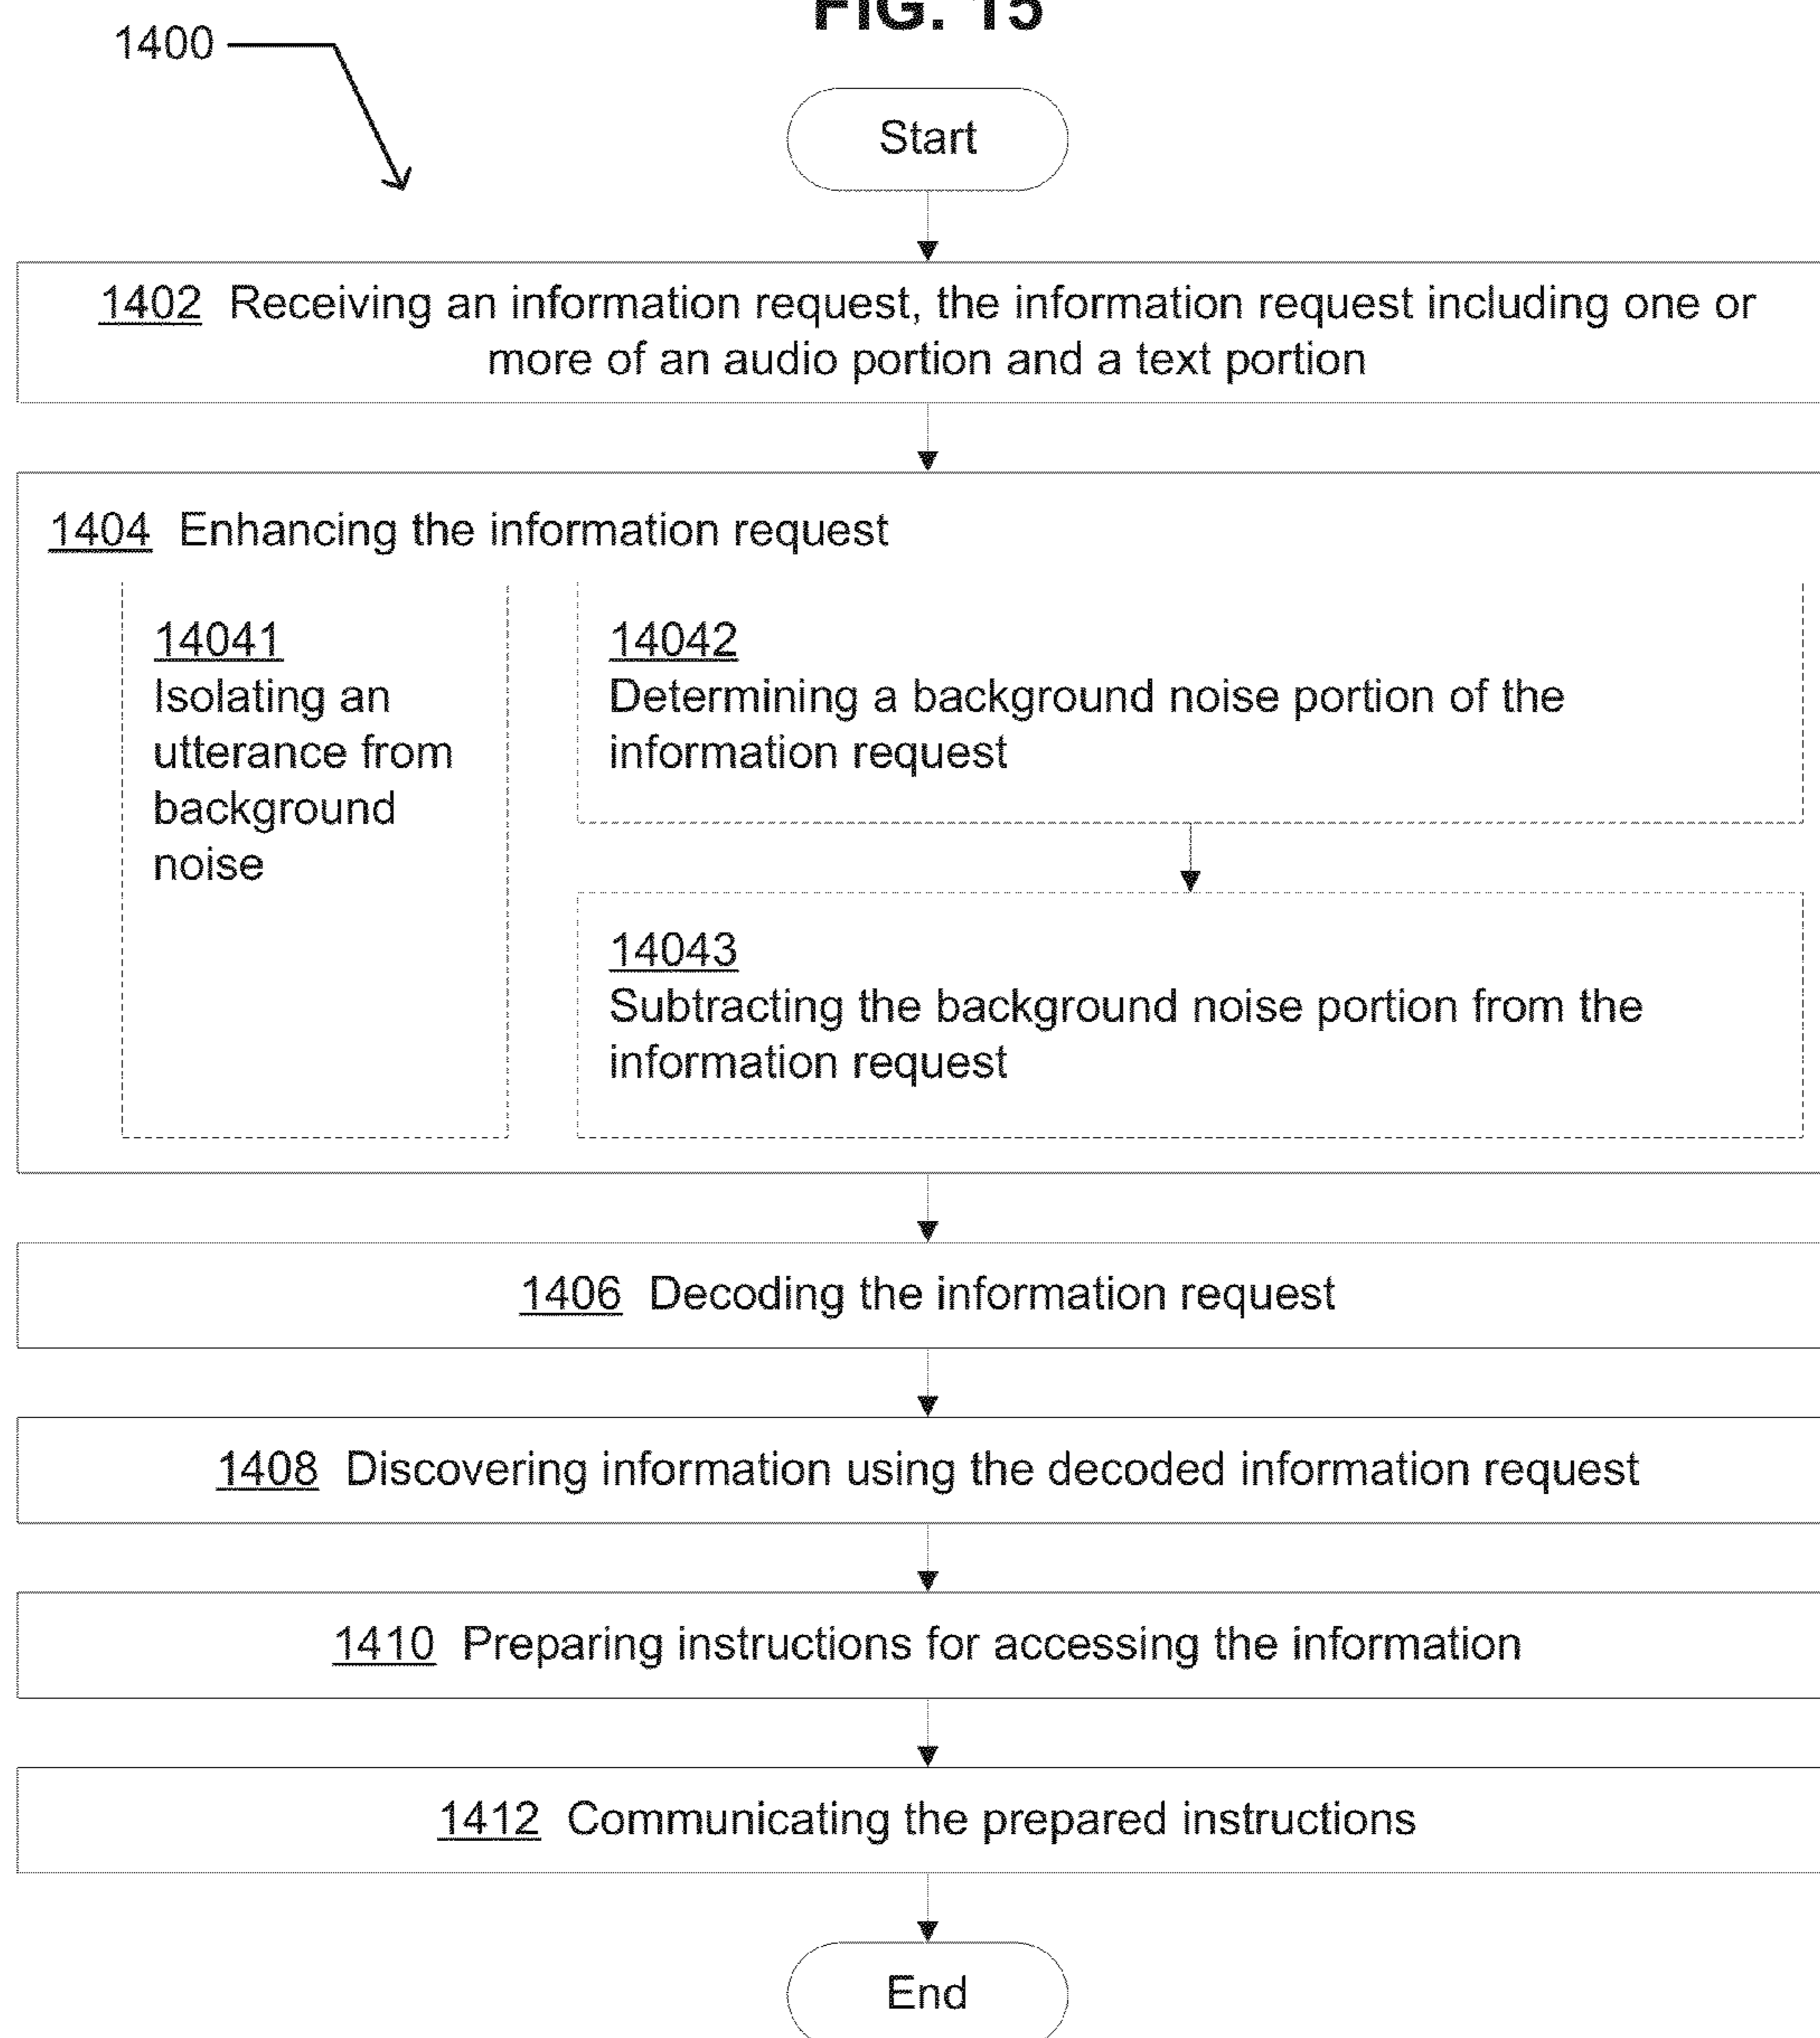 FIG. 15
1400
Start
1402 Receiving an information request, the information request including one or
more of an audio portion and a text portion
1404 Enhancing the information request
14041
Isolating an
utterance from
background
noise
14042
Determining a background noise portion of the
information request
14043
Subtracting the background noise portion from the
information request
1406 Decoding the information request
1408 Discovering information using the decoded information request
1410 Preparing instructions for accessing the information
1412 Communicating the prepared instructions
End